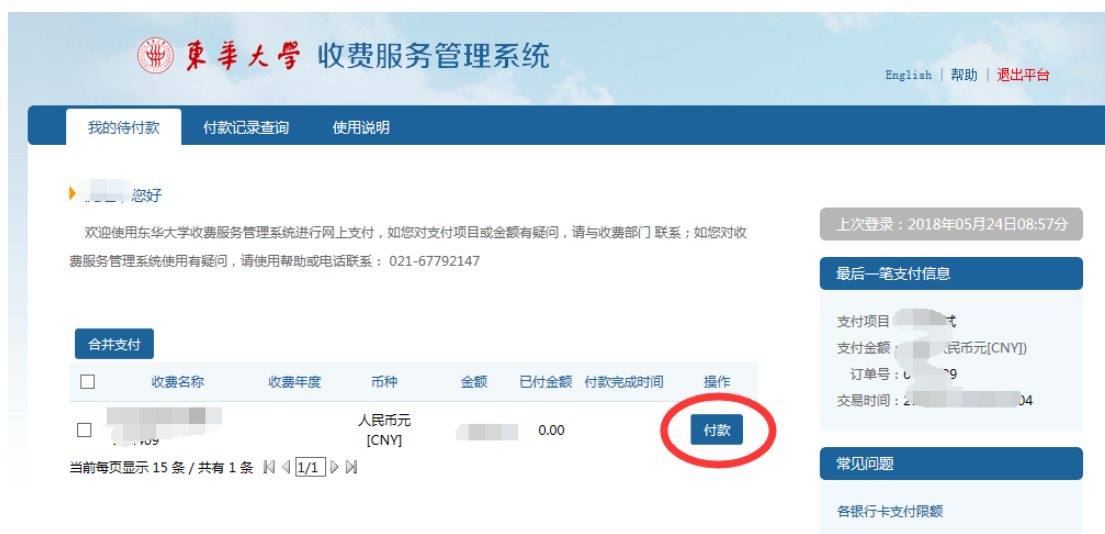 東華大學 收费服务管理系统
English | 帮助 | 退出平台
我的待付款 付款记录查询 使用说明
您好
欢迎使用东华大学收费服务管理系统进行网上支付，如您对支付项目或金额有疑问，请与收费部门 联系；如您对收
费服务管理系统使用有疑问，请使用帮助或电话联系： 021-67792147
合并支付
收费名称 收费年度 币种 金额 已付金额 付款完成时间 操作
人民币元
[CNY]
0.00
付款
当前每页显示 15 条 / 共有 1 条 1/1
上次登录：2018年05月24日08:57分
最后一笔支付信息
支付项目
支付金额： 民币元[CNY])
订单号：
交易时间：
常见问题
各银行卡支付限额